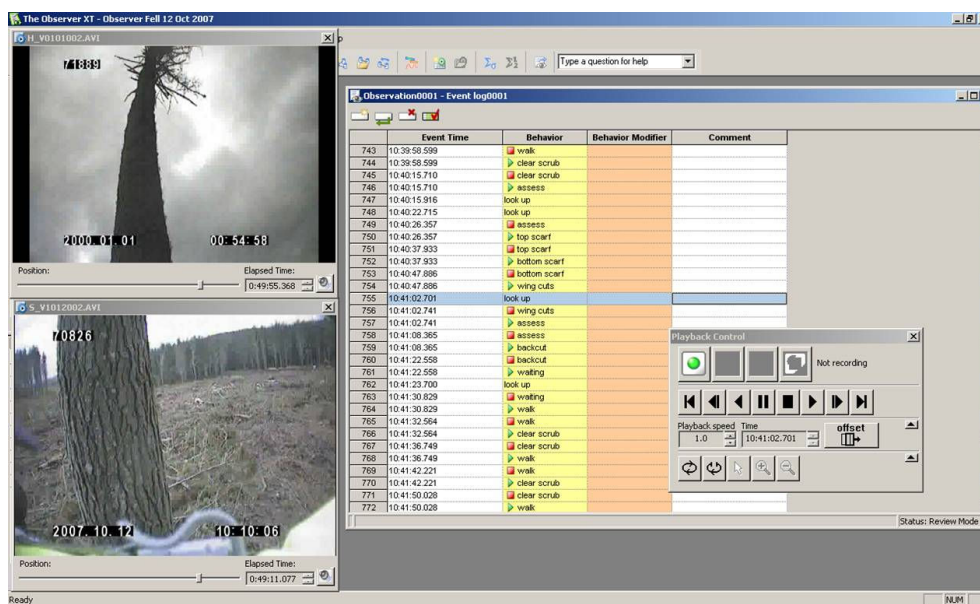 The Observer XT - Observer Fell 12 Oct 2007
H_V0101002.AVI
71889
2000. 01. 01 00: 54: 58
Position: Elapsed Time:
0:49:55.368
S_V1012002.AVI
70826
2007. 10. 12 10: 10: 06
Position: Elapsed Time:
0:49:11.077
Ready
Type a question for help
Observation0001 - Event log0001
Event Time Behavior Behavior Modifier Comment
743 10:39:58.599 walk
744 10:39:58.599 clear scrub
745 10:40:15.710 clear scrub
746 10:40:15.710 assess
747 10:40:15.916 look up
748 10:40:22.715 look up
749 10:40:26.357 assess
750 10:40:26.357 top scarf
751 10:40:37.933 top scarf
752 10:40:37.933 bottom scarf
753 10:40:47.886 bottom scarf
754 10:40:47.886 wing cuts
755 10:41:02.701 look up
756 10:41:02.741 wing cuts
757 10:41:02.741 assess
758 10:41:08.365 assess
759 10:41:08.365 backcut
760 10:41:22.558 backcut
761 10:41:22.558 waiting
762 10:41:23.700 look up
763 10:41:30.829 waiting
764 10:41:30.829 walk
765 10:41:32.564 walk
766 10:41:32.564 clear scrub
767 10:41:36.749 clear scrub
768 10:41:36.749 walk
769 10:41:42.221 walk
770 10:41:42.221 clear scrub
771 10:41:50.028 clear scrub
772 10:41:50.028 walk
Playback Control
Not recording
Playback speed Time offset
1.0 10:41:02.701
Status: Review Mode
NUM